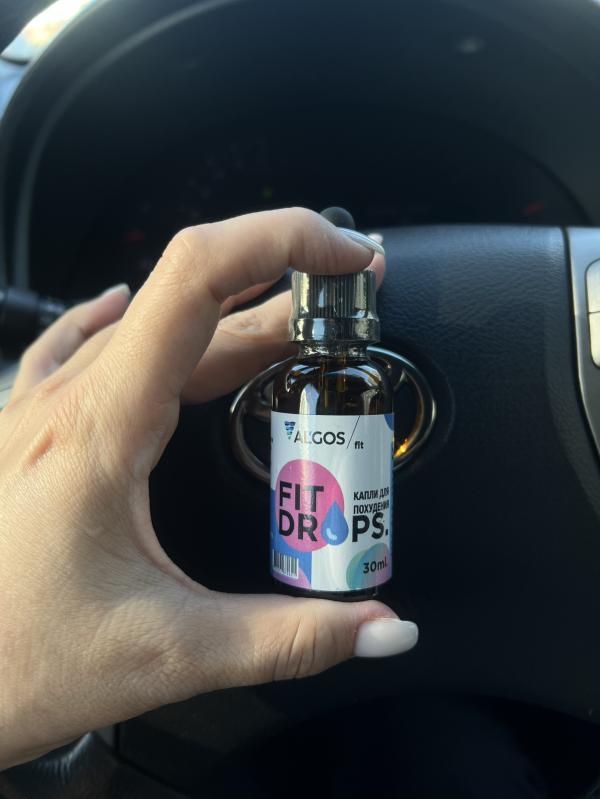 ALGOS/fit
FIT
КАПЛИ ДЛЯ
ПОХУДЕНИЯ
DROPS.
30ml.